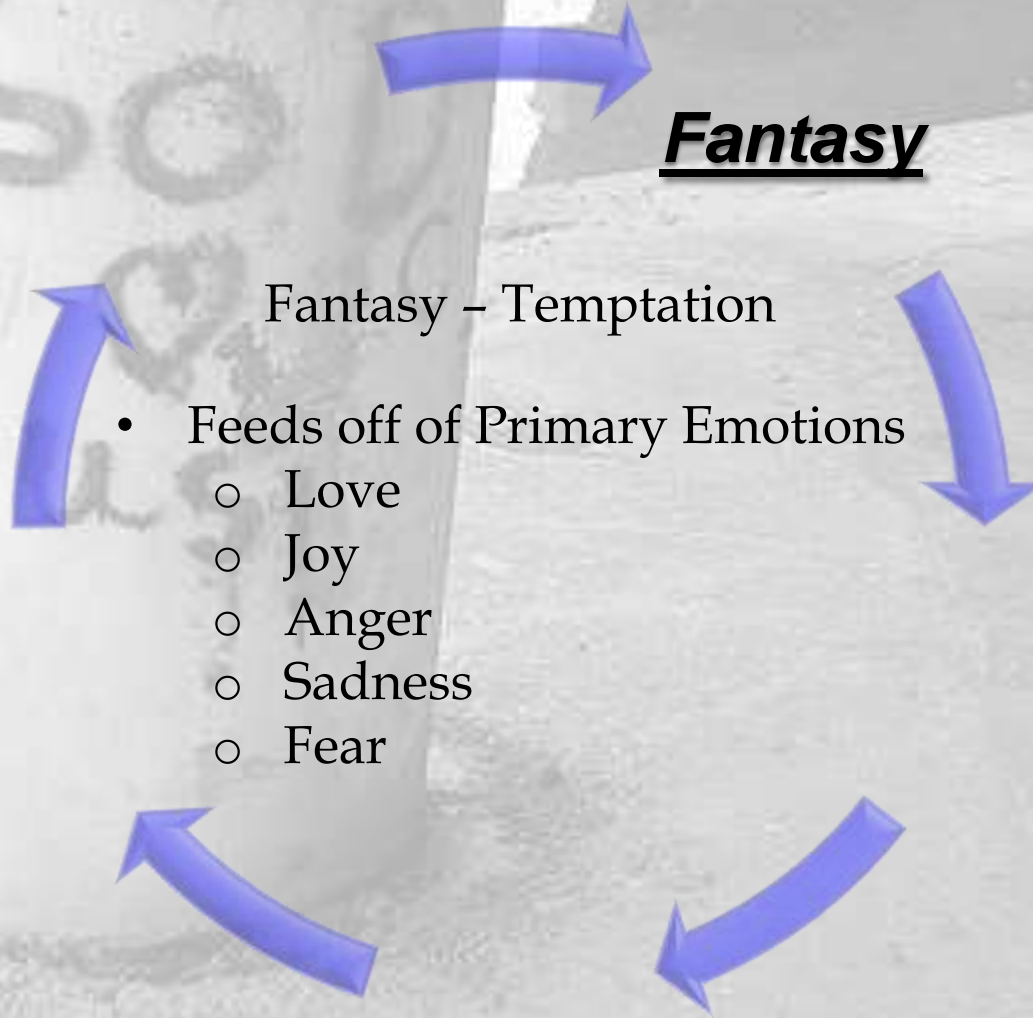 Fantasy
Fantasy – Temptation
• Feeds off of Primary Emotions
o Love
o Joy
o Anger
o Sadness
o Fear